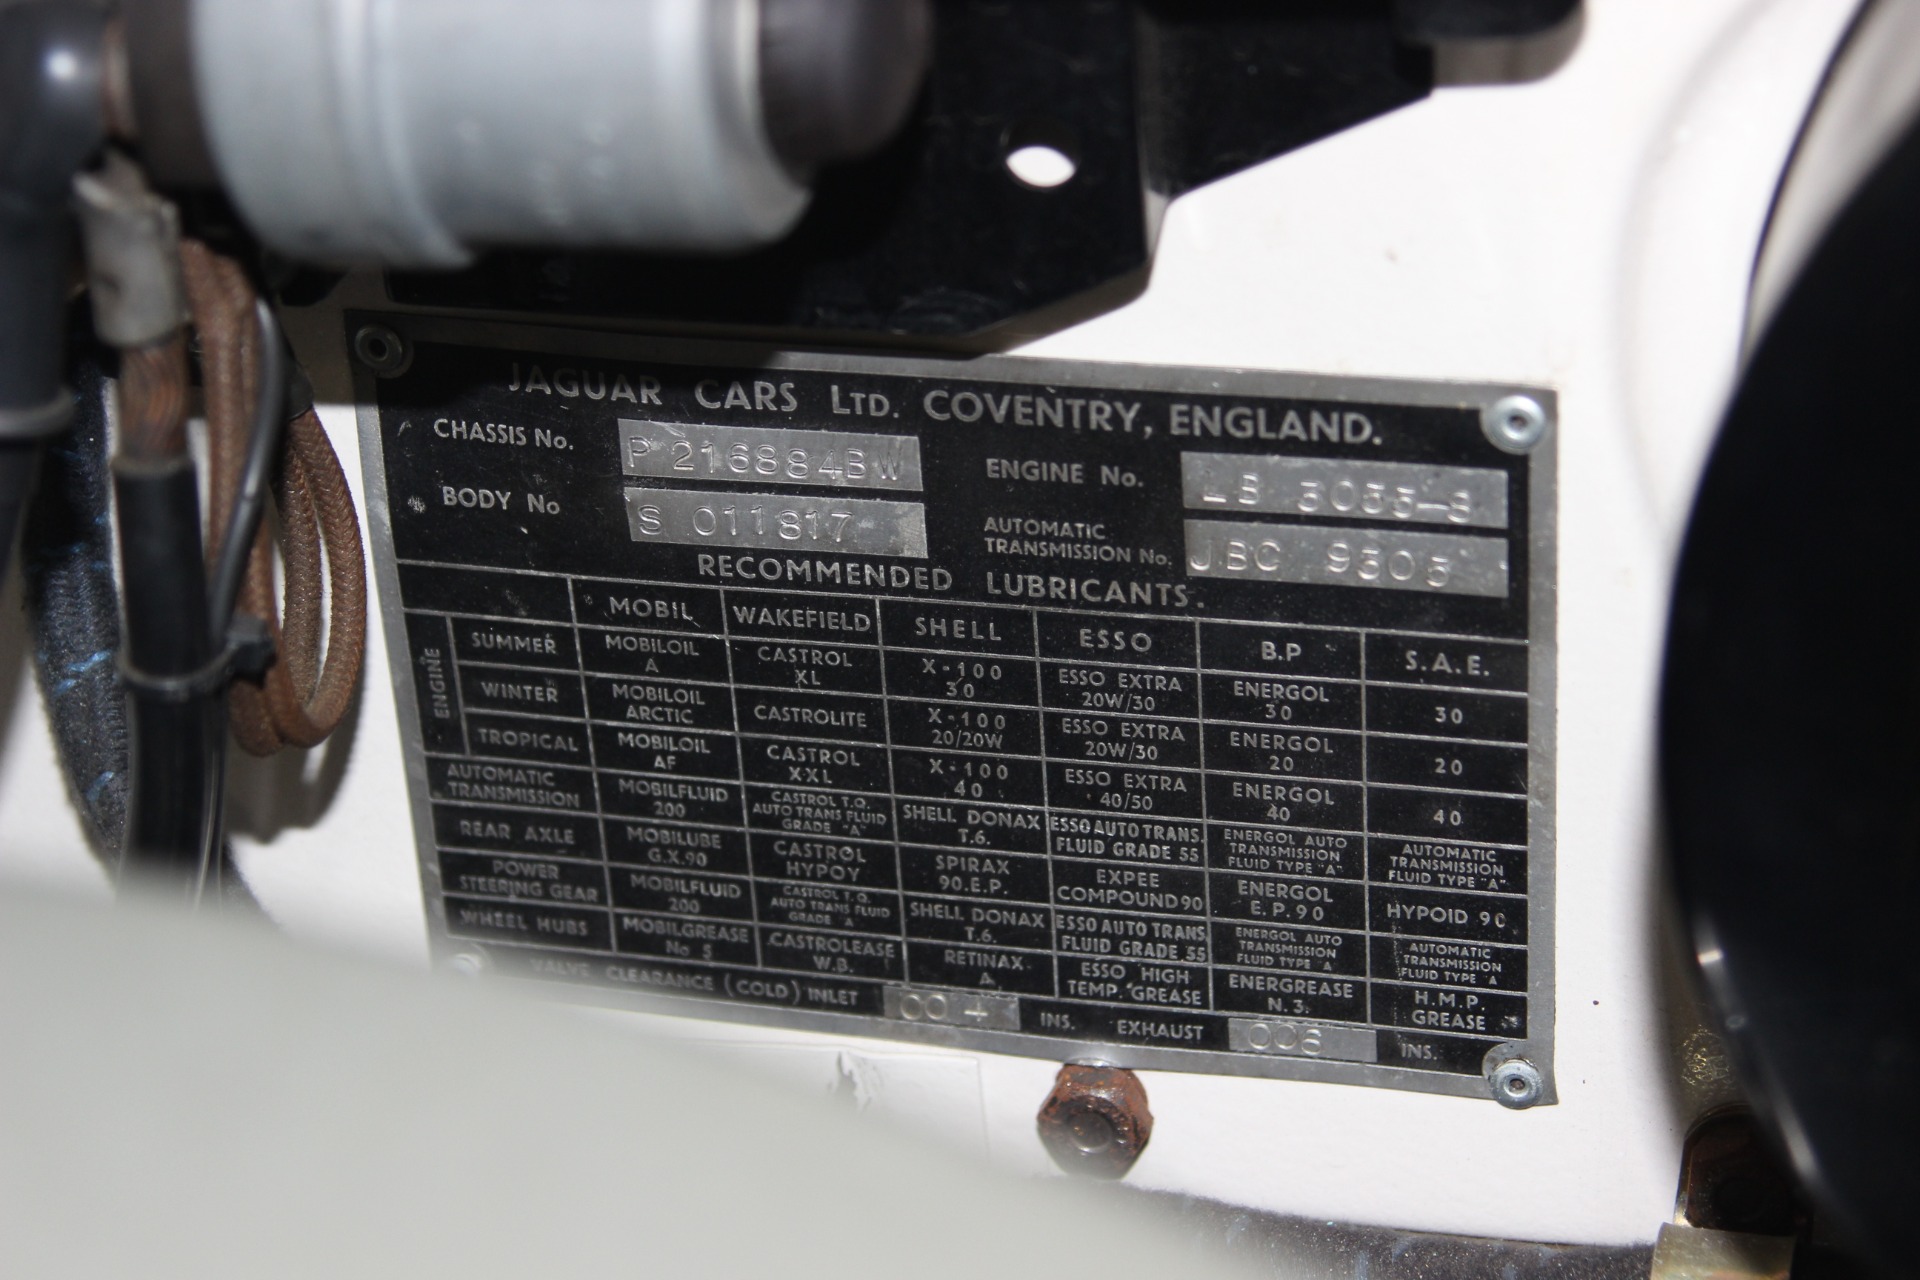 JAGUAR CARS LTD. COVENTRY, ENGLAND.
CHASSIS No. P 216884BW
ENGINE No. LB 5055-8
BODY No S 011817
AUTOMATIC
TRANSMISSION No. JBC 9505
RECOMMENDED LUBRICANTS.
MOBIL WAKEFIELD SHELL ESSO B.P S.A.E.
ENGINE
SUMMER MOBILOIL A CASTROL XL X-100 30 ESSO EXTRA 20W/30 ENERGOL 30 30
WINTER MOBILOIL ARCTIC CASTROLITE X-100 20/20W ESSO EXTRA 20W/30 ENERGOL 20 20
TROPICAL MOBILOIL AF CASTROL XXL X-100 40 ESSO EXTRA 40/50 ENERGOL 40 40
AUTOMATIC TRANSMISSION MOBILFLUID 200 CASTROL T.Q. AUTO TRANS FLUID GRADE "A" SHELL DONAX T.6. ESSO AUTO TRANS. FLUID GRADE 55 ENERGOL AUTO TRANSMISSION FLUID TYPE "A" AUTOMATIC TRANSMISSION FLUID TYPE "A"
REAR AXLE MOBILUBE G.X.90 CASTROL HYPOY SPIRAX 90.E.P. EXPEE COMPOUND 90 ENERGOL E.P.90 HYPOID 90
POWER STEERING GEAR MOBILFLUID 200 CASTROL T.Q. AUTO TRANS FLUID GRADE "A" SHELL DONAX T.6. ESSO AUTO TRANS. FLUID GRADE 55 ENERGOL AUTO TRANSMISSION FLUID TYPE "A AUTOMATIC TRANSMISSION FLUID TYPE "A
WHEEL HUBS MOBILGREASE No 5 CASTROLEASE W.B. RETINAX A. ESSO HIGH TEMP. GREASE ENERGREASE N.3. H.M.P. GREASE
VALVE CLEARANCE (COLD) INLET 004 INS. EXHAUST 006 INS.